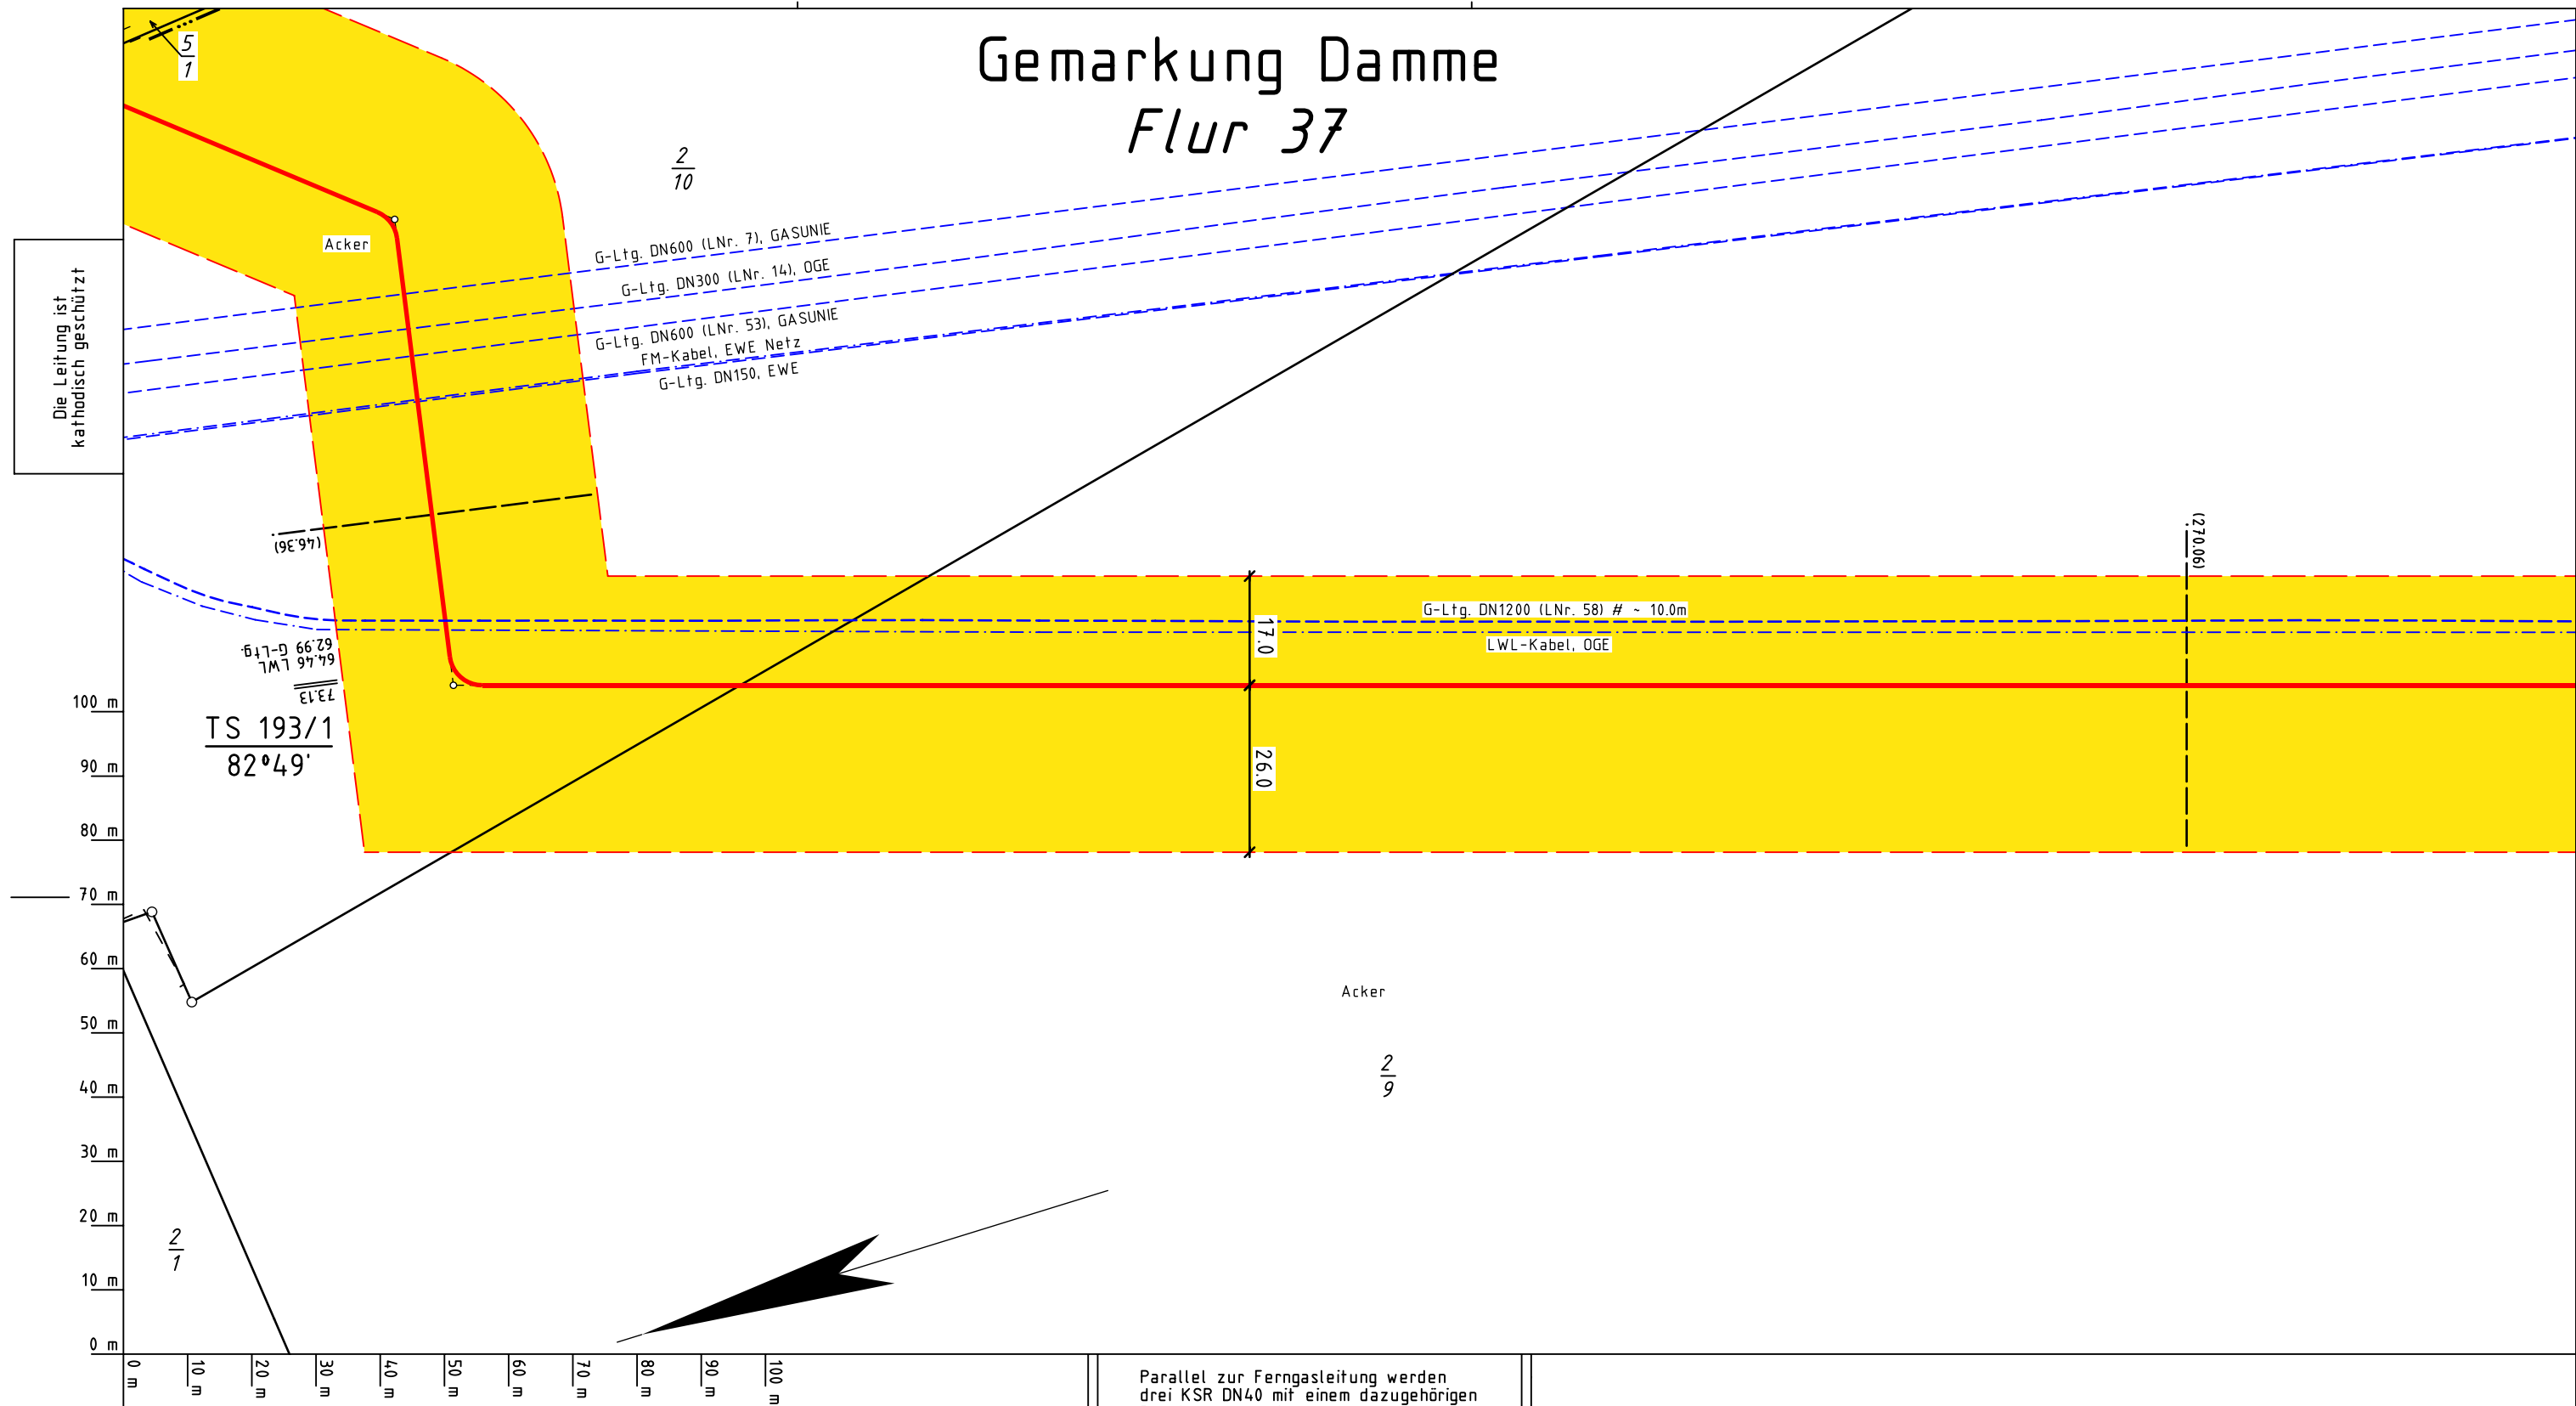 Gemarkung Damme
Flur 37
5
1
2
10
Acker
Die Leitung ist
kathodisch geschützt
G-Ltg. DN600 (LNr. 7), GASUNIE
G-Ltg. DN300 (LNr. 14), OGE
G-Ltg. DN600 (LNr. 53), GASUNIE
FM-Kabel, EWE Netz
G-Ltg. DN150, EWE
(46.36)
(270.06)
G-Ltg. DN1200 (LNr. 58) # ~ 10.0m
LWL-Kabel, OGE
17.0
26.0
62.99 G-Ltg.
64.46 LWL
73.13
TS 193/1
82°49'
100 m
90 m
80 m
70 m
60 m
50 m
40 m
30 m
20 m
10 m
0 m
Acker
2
9
2
1
0 m
10 m
20 m
30 m
40 m
50 m
60 m
70 m
80 m
90 m
100 m
Parallel zur Ferngasleitung werden
drei KSR DN40 mit einem dazugehörigen